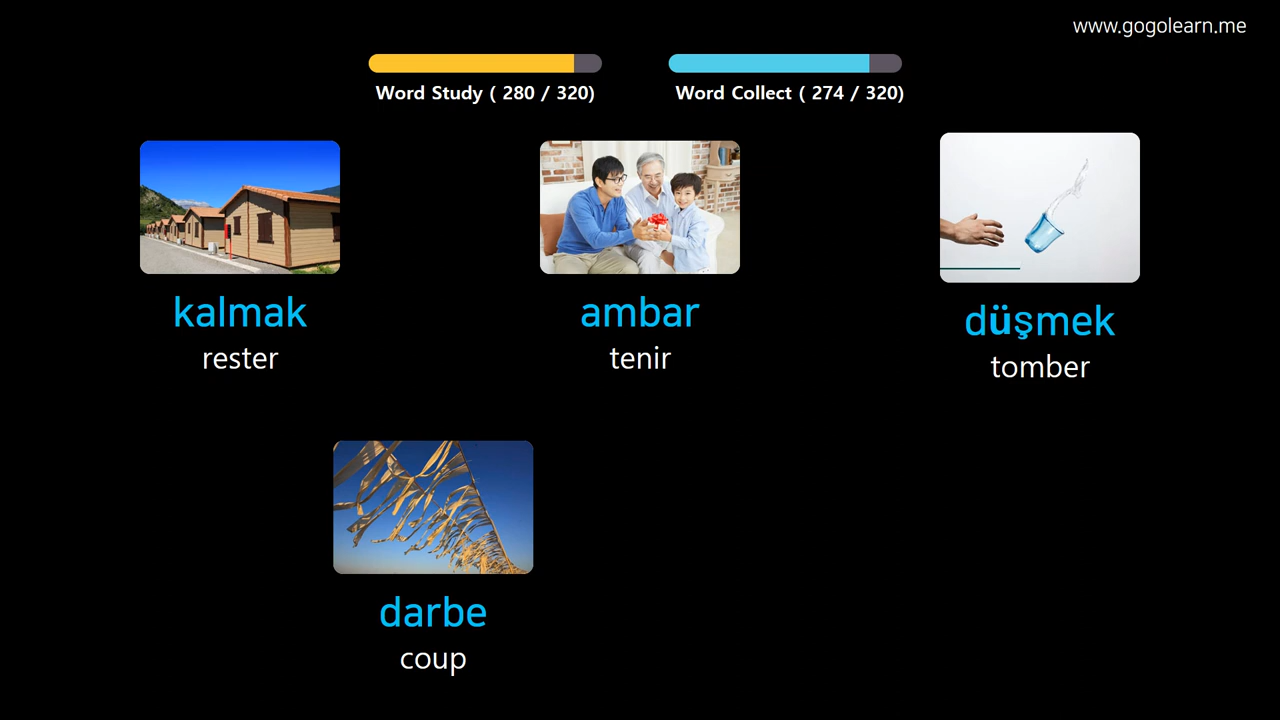 www.gogolearn.me
Word Study ( 280 / 320)
Word Collect ( 274 / 320)
kalmak
rester
ambar
tenir
düşmek
tomber
darbe
coup